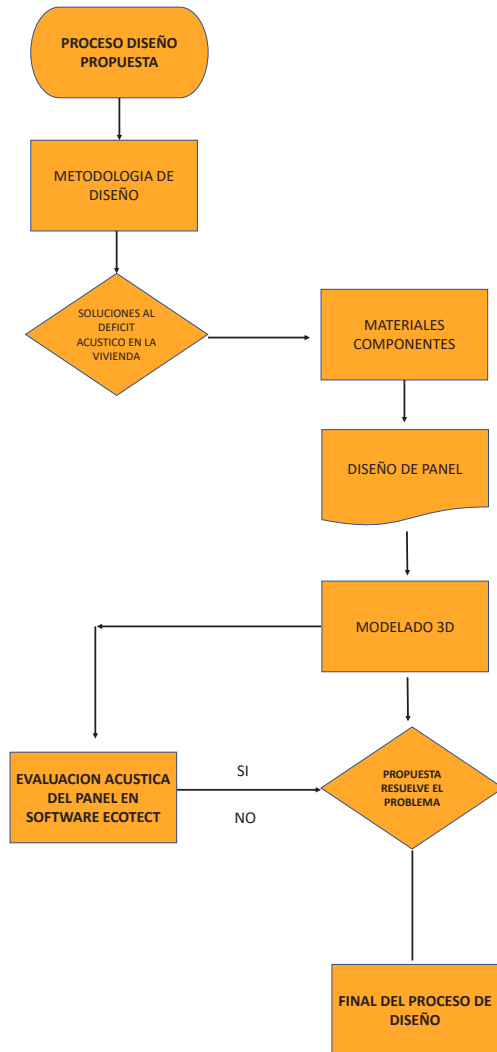 PROCESO DISEÑO
PROPUESTA
METODOLOGIA DE
DISEÑO
SOLUCIONES AL
DEFICIT
ACUSTICO EN LA
VIVIENDA
MATERIALES
COMPONENTES
DISEÑO DE PANEL
MODELADO 3D
EVALUACION ACUSTICA
DEL PANEL EN
SOFTWARE ECOTECT
SI
NO
PROPUESTA
RESUELVE EL
PROBLEMA
FINAL DEL PROCESO DE
DISEÑO